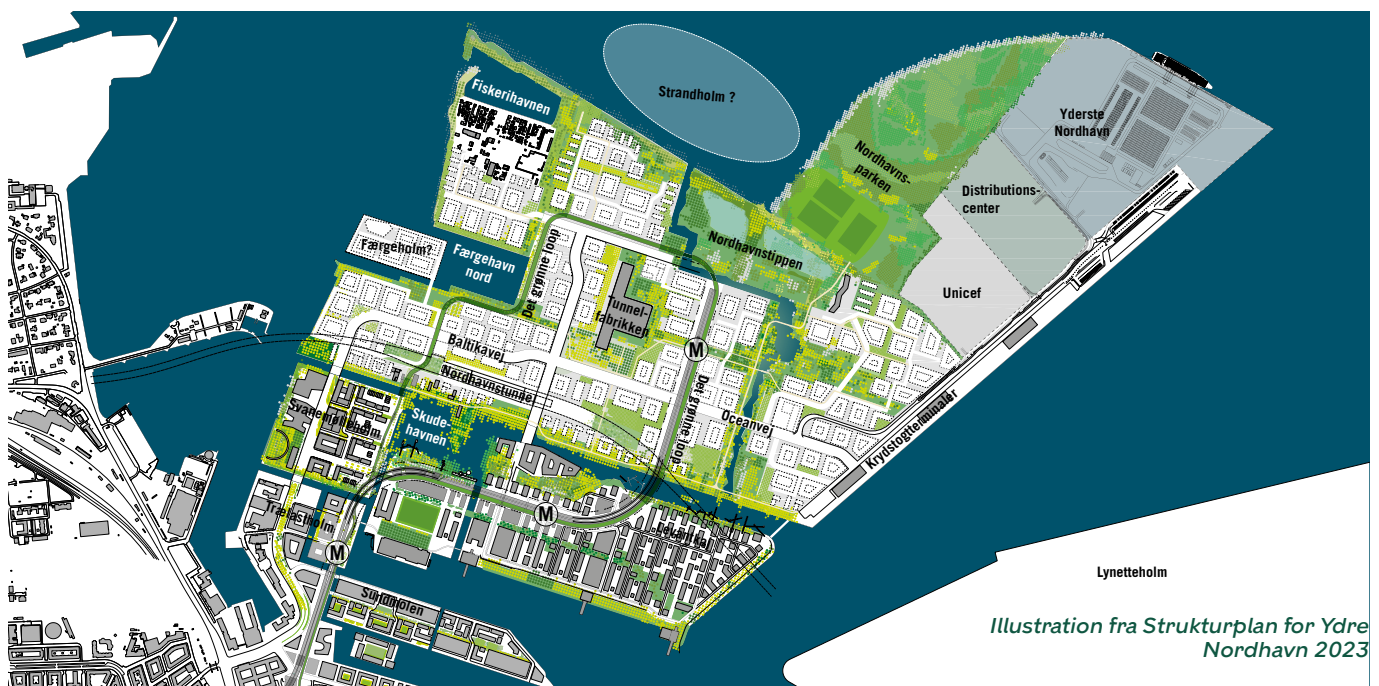 Fiskerihavnen
Strandholm ?
Yderste
Nordhavn
Nordhavns-
parken
Distributions-
center
Unicef
Færgeholm?
Færgehavn
nord
Det grønne loop
Nordhavnstippen
Tunnel-
fabrikken
M
Baltikavej
Nordhavnstunnel
Det grønne loop
Oceanvej
Krydstogtterminaler
Svanemølleholm
Skude-
havnen
Trælastholm
M
M
Levantkaj
Sundmolen
Lynetteholm
Illustration fra Strukturplan for Ydre
Nordhavn 2023